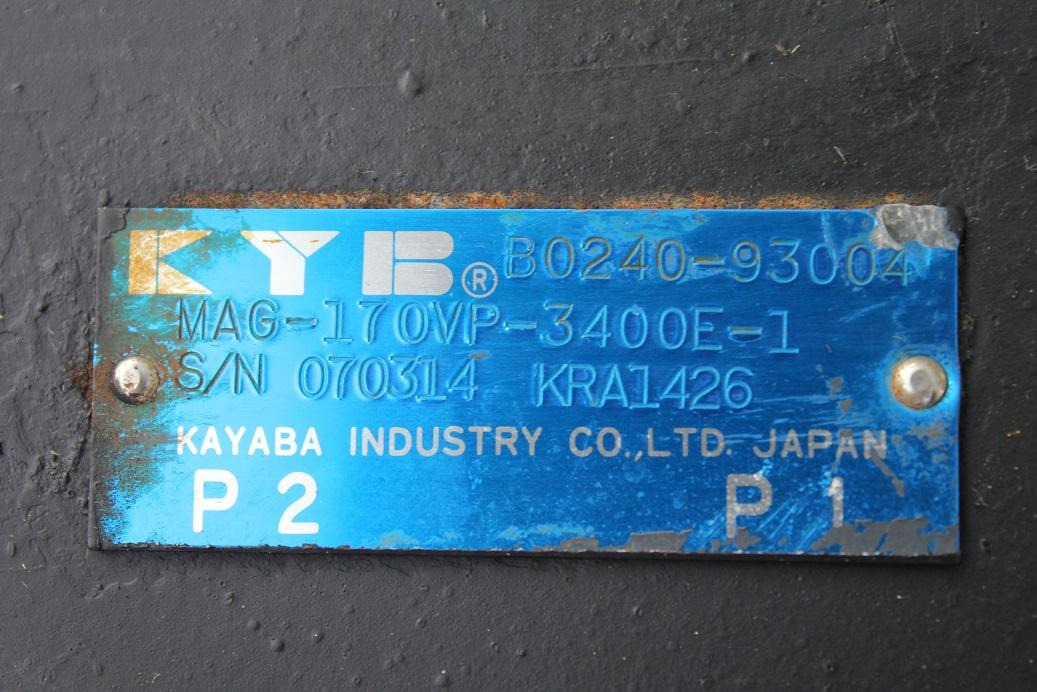 KYB® B0240-93004
MAG-170VP-3400E-1
S/N 070314 KRA1426
KAYABA INDUSTRY CO.,LTD. JAPAN
P2 P1